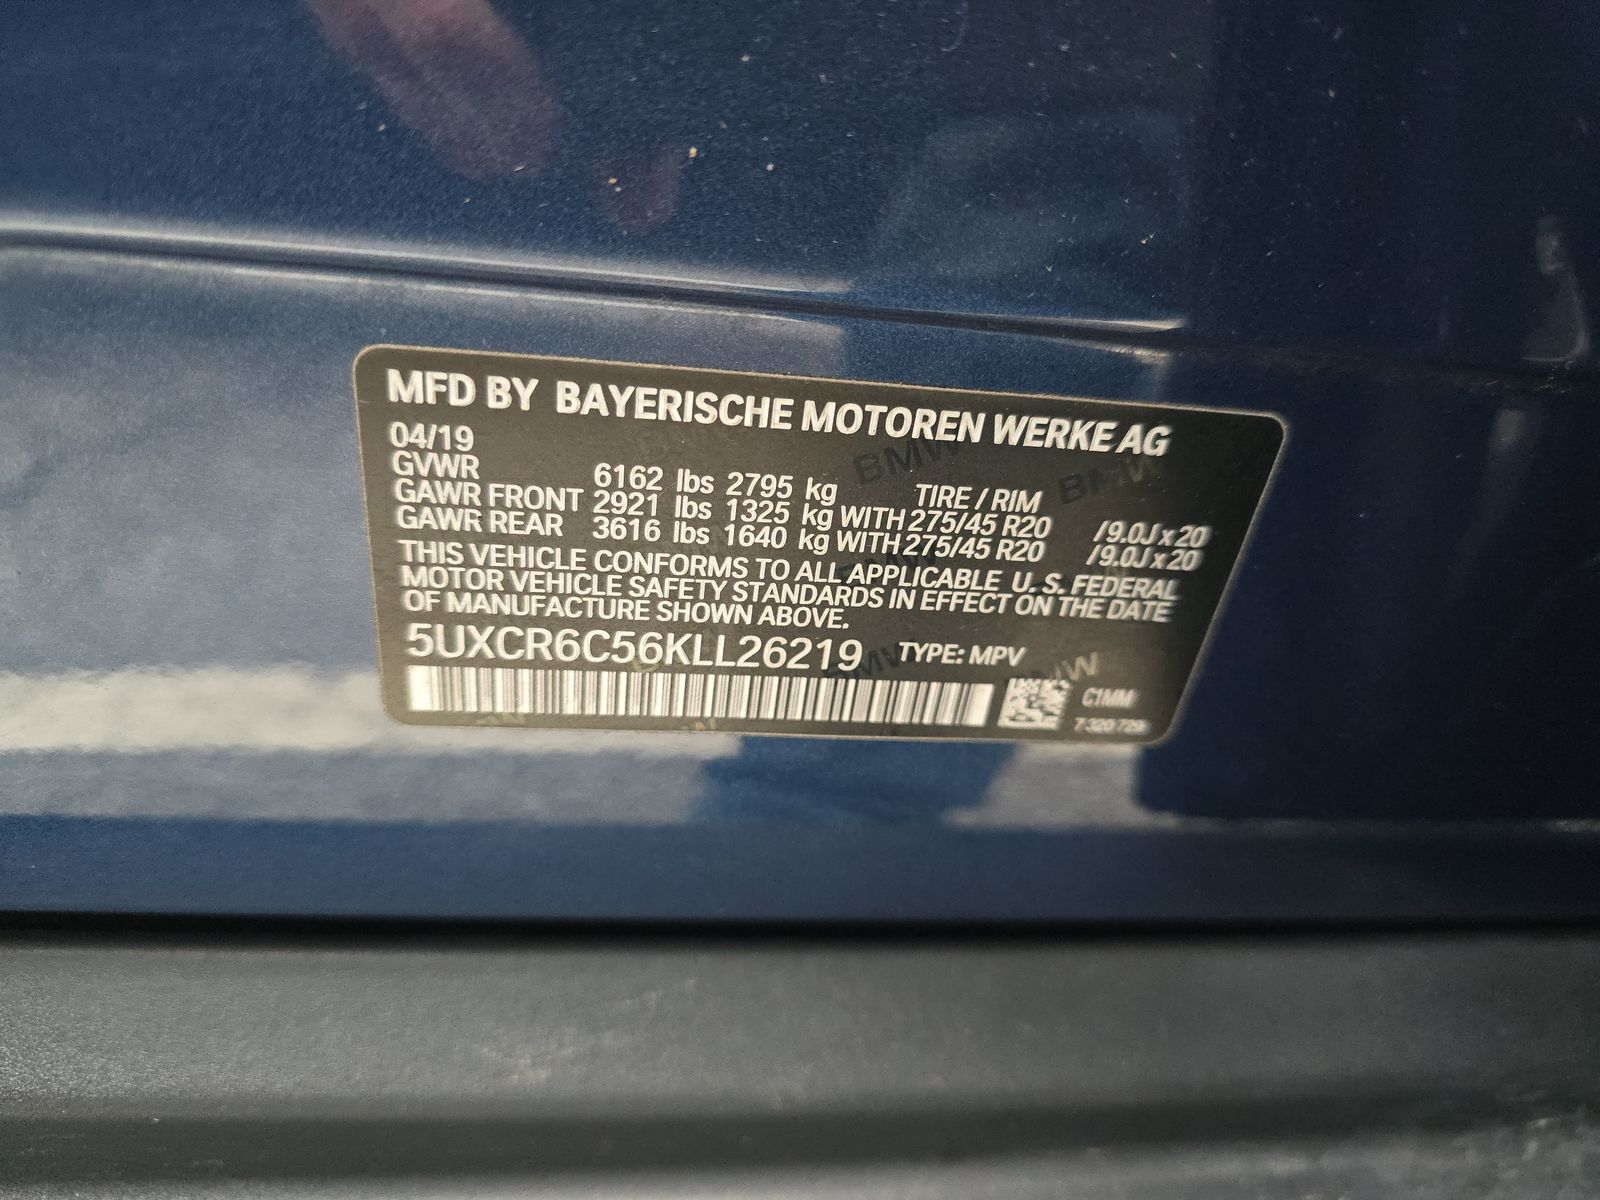 MFD BY BAYERISCHE MOTOREN WERKE AG
04/19
GVWR 6162 lbs 2795 kg TIRE / RIM
GAWR FRONT 2921 lbs 1325 kg WITH 275/45 R20 /9.0J x 20
GAWR REAR 3616 lbs 1640 kg WITH 275/45 R20 /9.0J x 20
THIS VEHICLE CONFORMS TO ALL APPLICABLE U. S. FEDERAL
MOTOR VEHICLE SAFETY STANDARDS IN EFFECT ON THE DATE
OF MANUFACTURE SHOWN ABOVE.
5UXCR6C56KLL26219 TYPE: MPV
C1MM